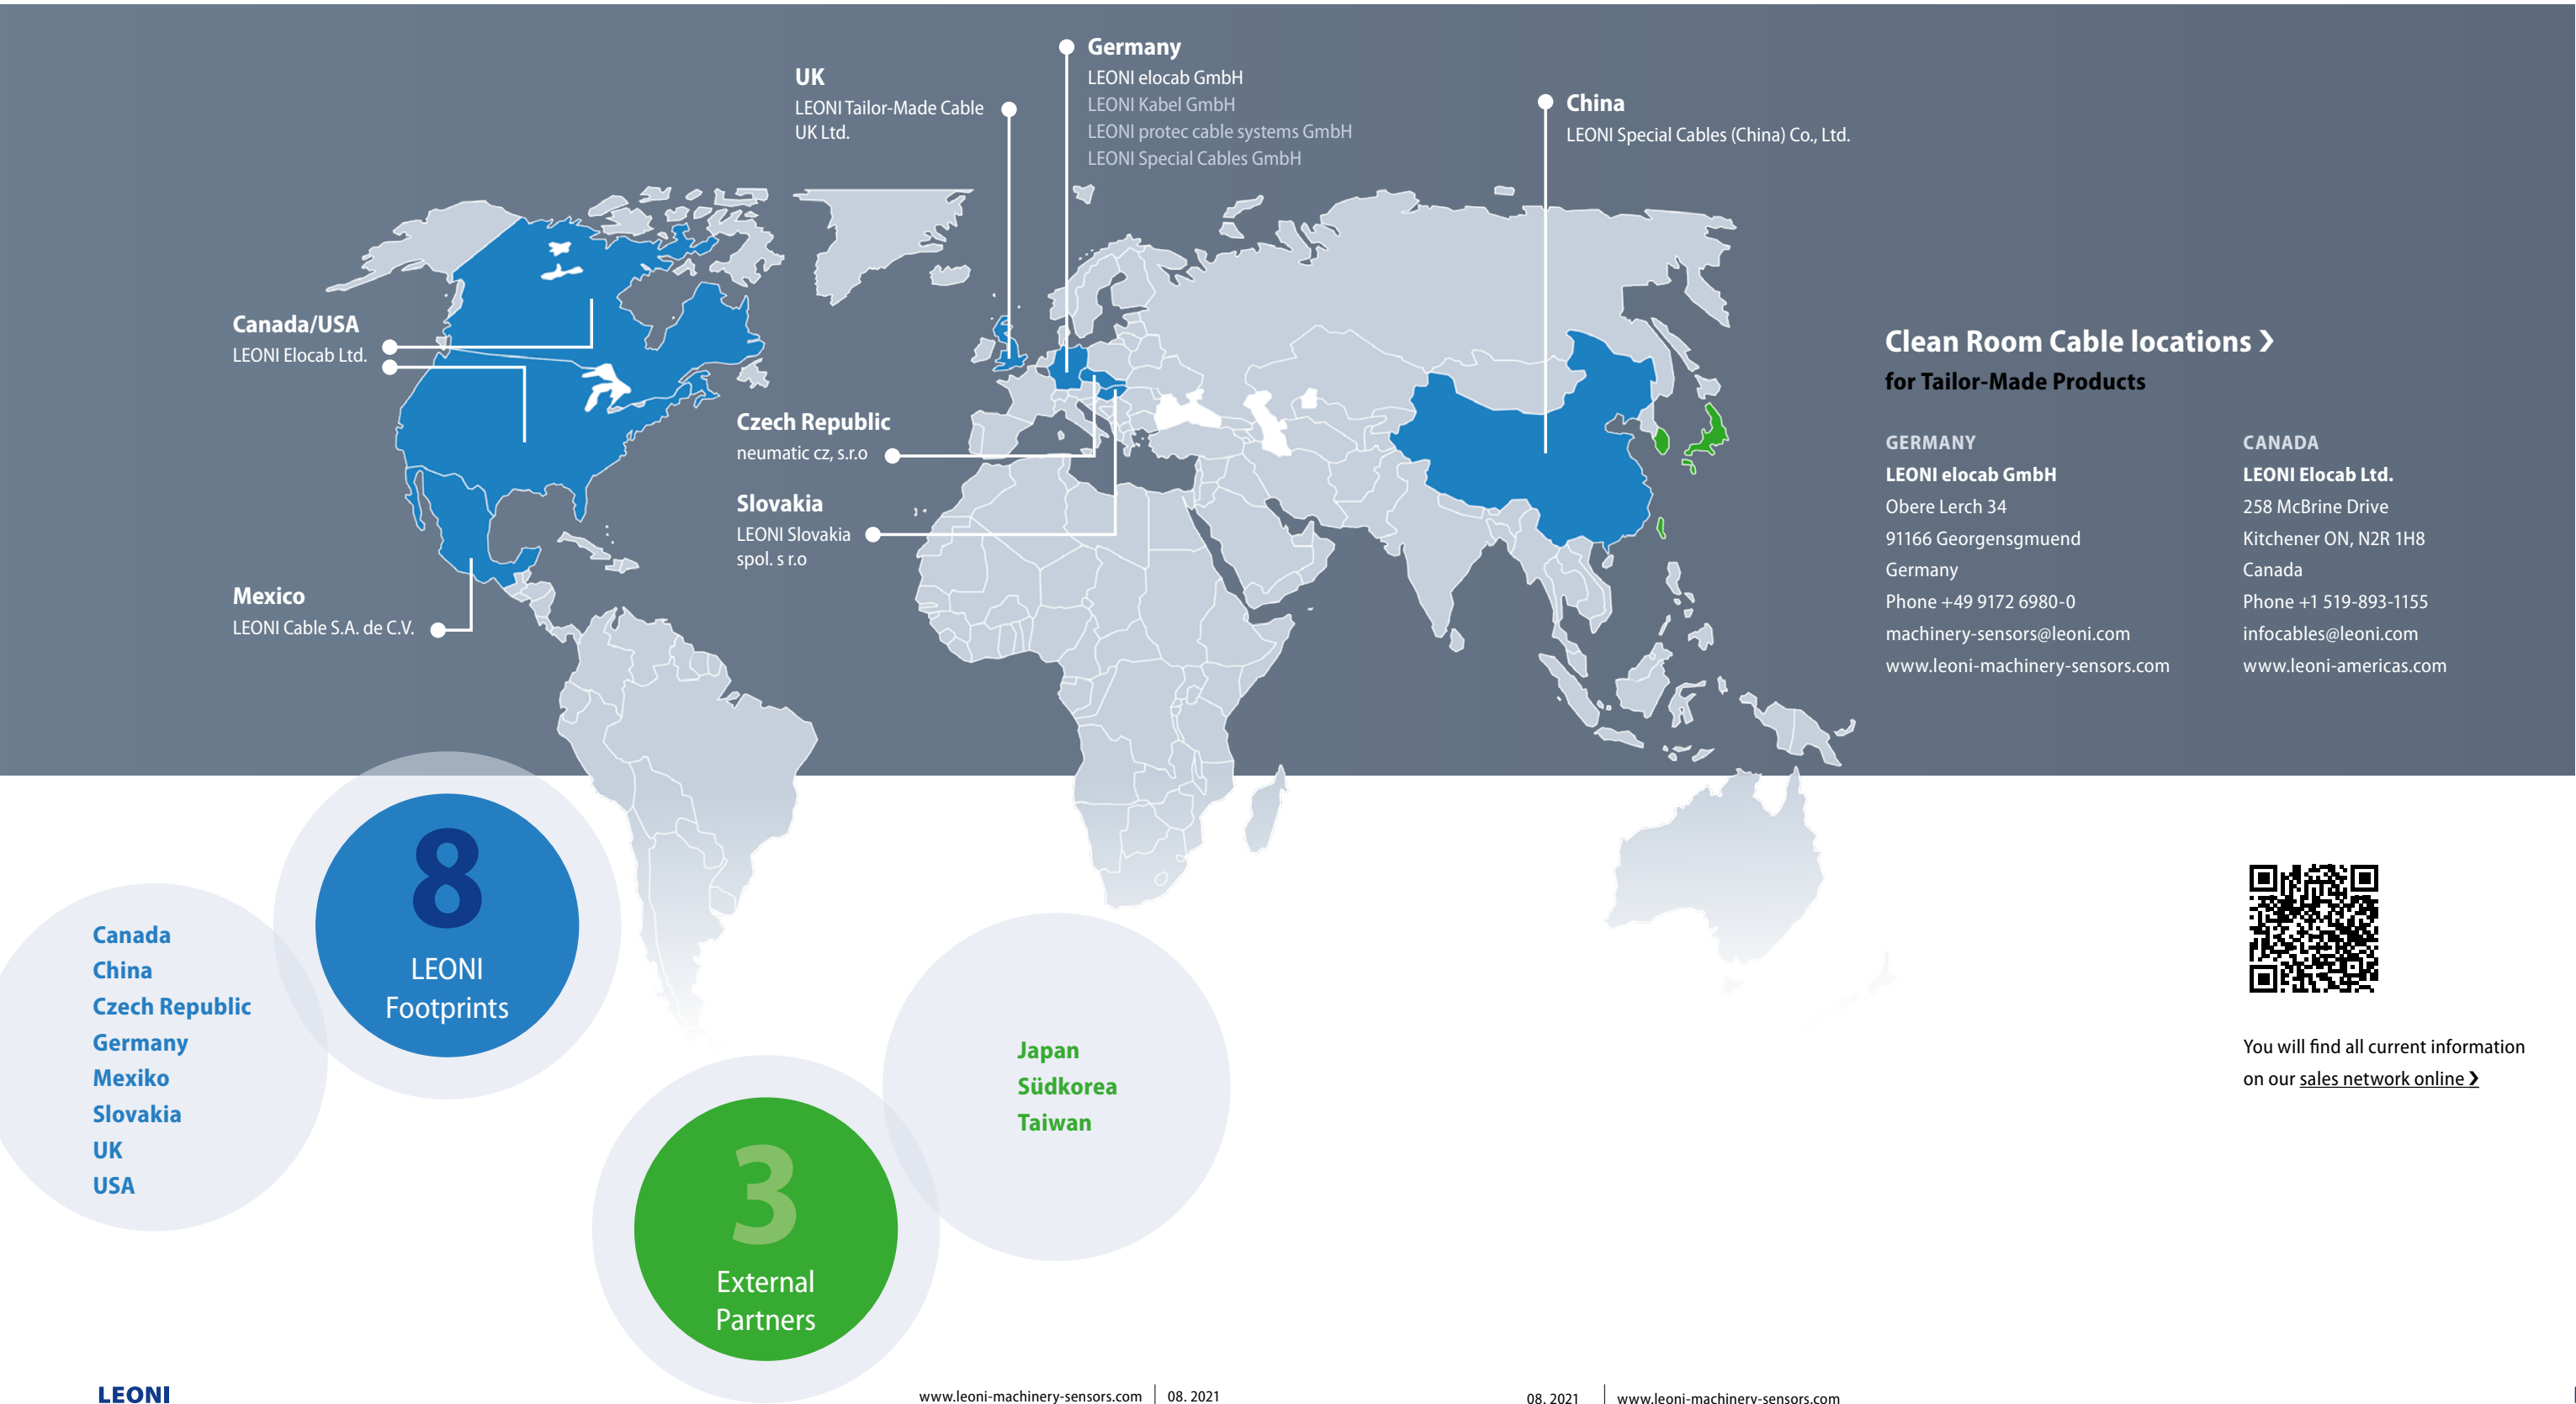 Germany
LEONI elocab GmbH
LEONI Kabel GmbH
LEONI protec cable systems GmbH
LEONI Special Cables GmbH
UK
LEONI Tailor-Made Cable
UK Ltd.
China
LEONI Special Cables (China) Co., Ltd.
Canada/USA
LEONI Elocab Ltd.
Czech Republic
neumatic cz, s.r.o
Slovakia
LEONI Slovakia
spol. s r.o
Mexico
LEONI Cable S.A. de C.V.
Clean Room Cable locations ❯
for Tailor-Made Products
GERMANY
LEONI elocab GmbH
Obere Lerch 34
91166 Georgensgmuend
Germany
Phone +49 9172 6980-0
machinery-sensors@leoni.com
www.leoni-machinery-sensors.com
CANADA
LEONI Elocab Ltd.
258 McBrine Drive
Kitchener ON, N2R 1H8
Canada
Phone +1 519-893-1155
infocables@leoni.com
www.leoni-americas.com
8
LEONI
Footprints
Canada
China
Czech Republic
Germany
Mexiko
Slovakia
UK
USA
3
External
Partners
Japan
Südkorea
Taiwan
You will find all current information
on our sales network online ❯
LEONI
www.leoni-machinery-sensors.com | 08. 2021
08. 2021 | www.leoni-machinery-sensors.com